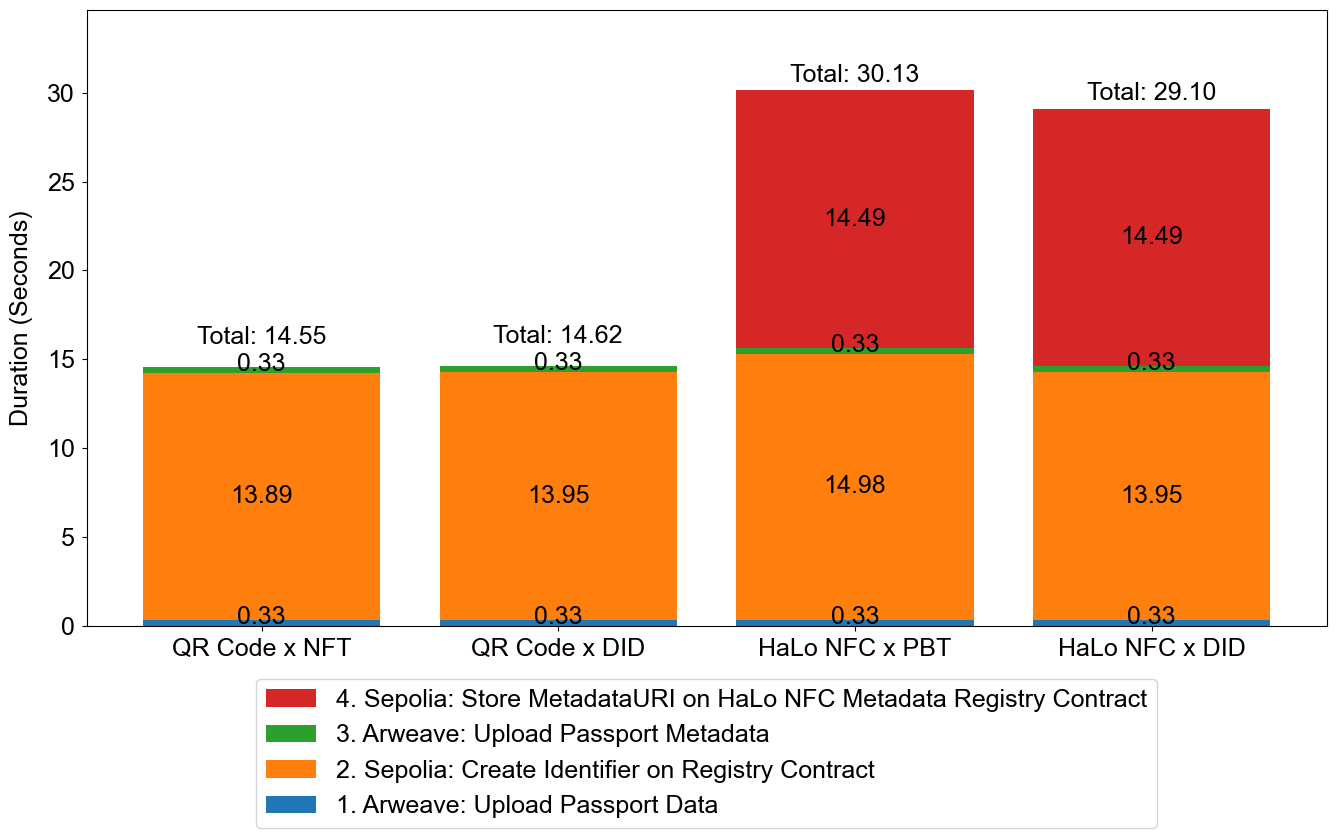 Duration (Seconds)
30
25
20
15
10
5
0
Total: 14.55
0.33
13.89
0.33
Total: 14.62
0.33
13.95
0.33
Total: 30.13
14.49
0.33
14.98
0.33
Total: 29.10
14.49
0.33
13.95
0.33
QR Code x NFT
QR Code x DID
HaLo NFC x PBT
HaLo NFC x DID
4. Sepolia: Store MetadataURI on HaLo NFC Metadata Registry Contract
3. Arweave: Upload Passport Metadata
2. Sepolia: Create Identifier on Registry Contract
1. Arweave: Upload Passport Data